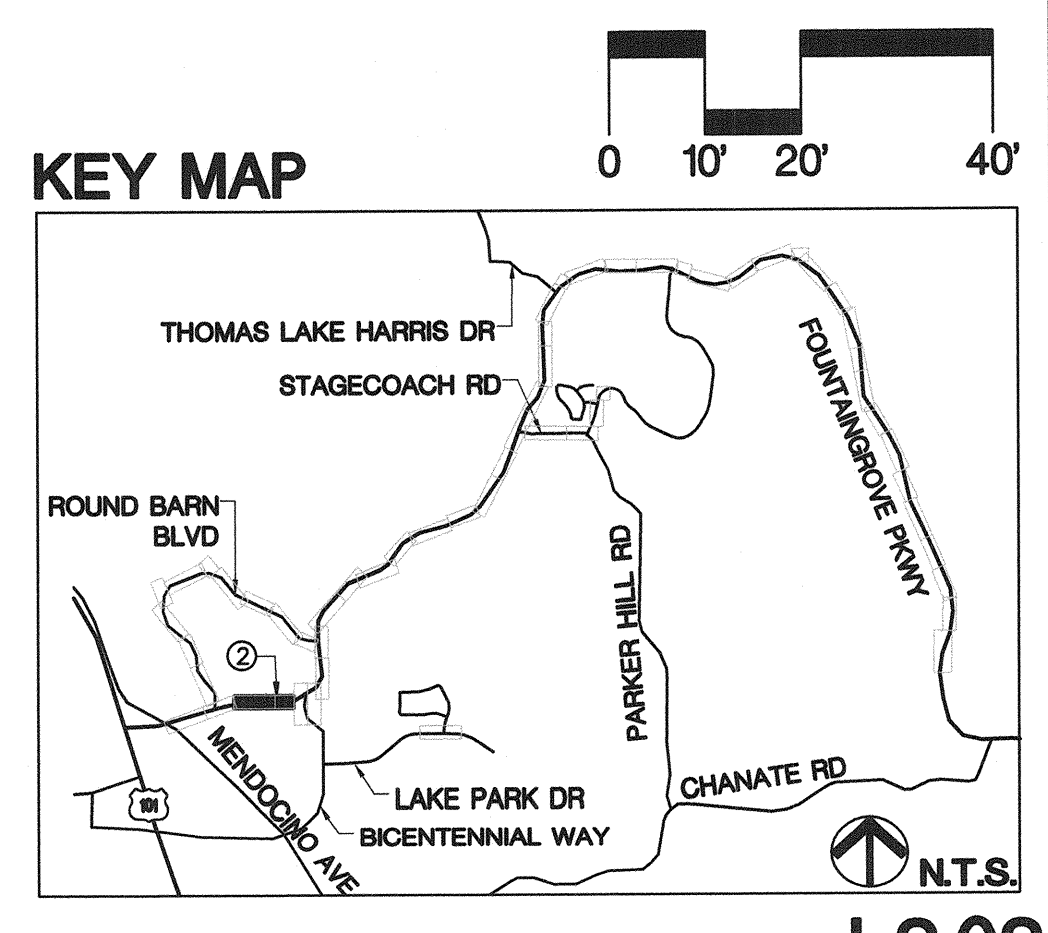 0 10' 20' 40'
KEY MAP
THOMAS LAKE HARRIS DR
STAGECOACH RD
FOUNTAINGROVE PKWY
ROUND BARN
BLVD
PARKER HILL RD
2
MENDOCINO AVE
101
CHANATE RD
LAKE PARK DR
BICENTENNIAL WAY
N.T.S.